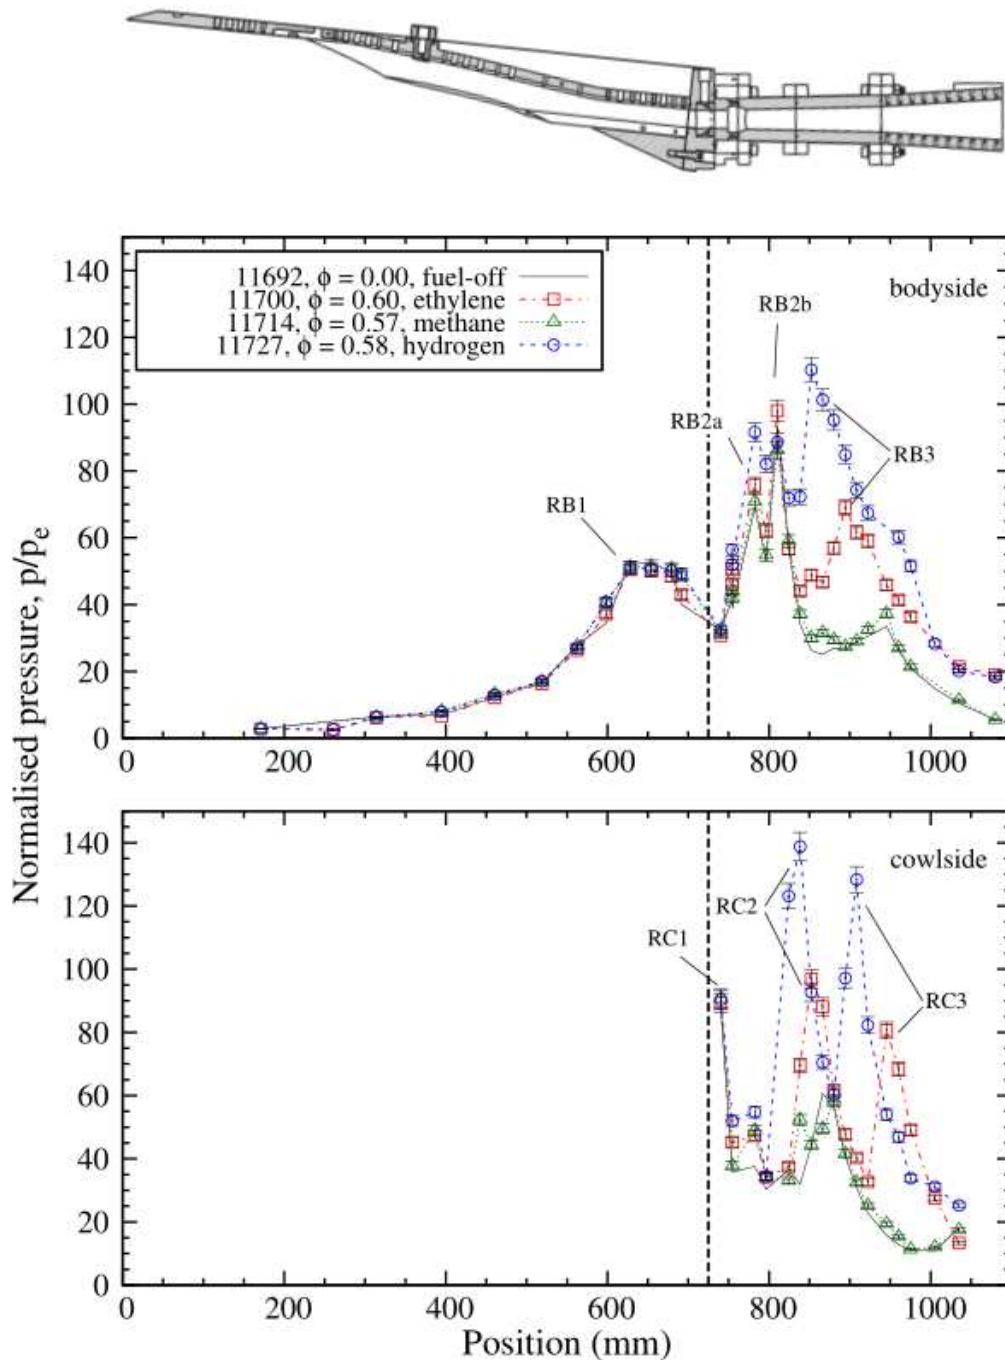 140
120
100
80
60
40
20
0
11692, ϕ = 0.00, fuel-off
11700, ϕ = 0.60, ethylene
11714, ϕ = 0.57, methane
11727, ϕ = 0.58, hydrogen
bodyside
RB2b
RB2a
RB3
RB1
0 200 400 600 800 1000
Normalised pressure, p/pₑ
140
120
100
80
60
40
20
0
cowlside
RC2
RC1
RC3
0 200 400 600 800 1000
Position (mm)